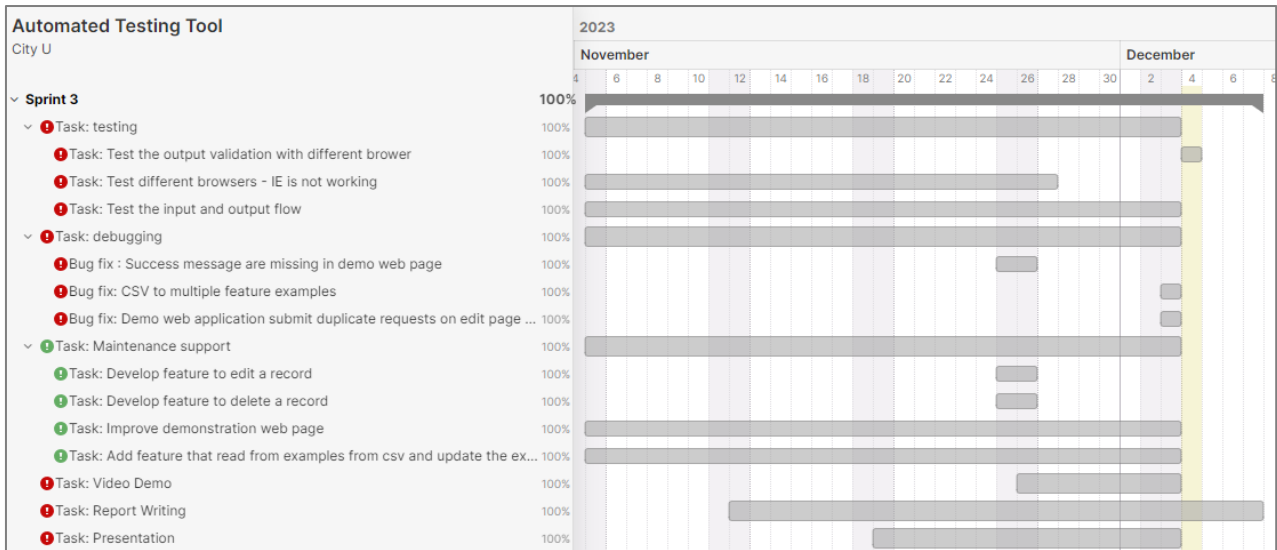 Automated Testing Tool
City U
2023
November December
4 6 8 10 12 14 16 18 20 22 24 26 28 30 2 4 6 8
Sprint 3 100%
Task: testing 100%
Task: Test the output validation with different brower 100%
Task: Test different browsers - IE is not working 100%
Task: Test the input and output flow 100%
Task: debugging 100%
Bug fix : Success message are missing in demo web page 100%
Bug fix: CSV to multiple feature examples 100%
Bug fix: Demo web application submit duplicate requests on edit page ... 100%
Task: Maintenance support 100%
Task: Develop feature to edit a record 100%
Task: Develop feature to delete a record 100%
Task: Improve demonstration web page 100%
Task: Add feature that read from examples from csv and update the ex... 100%
Task: Video Demo 100%
Task: Report Writing 100%
Task: Presentation 100%